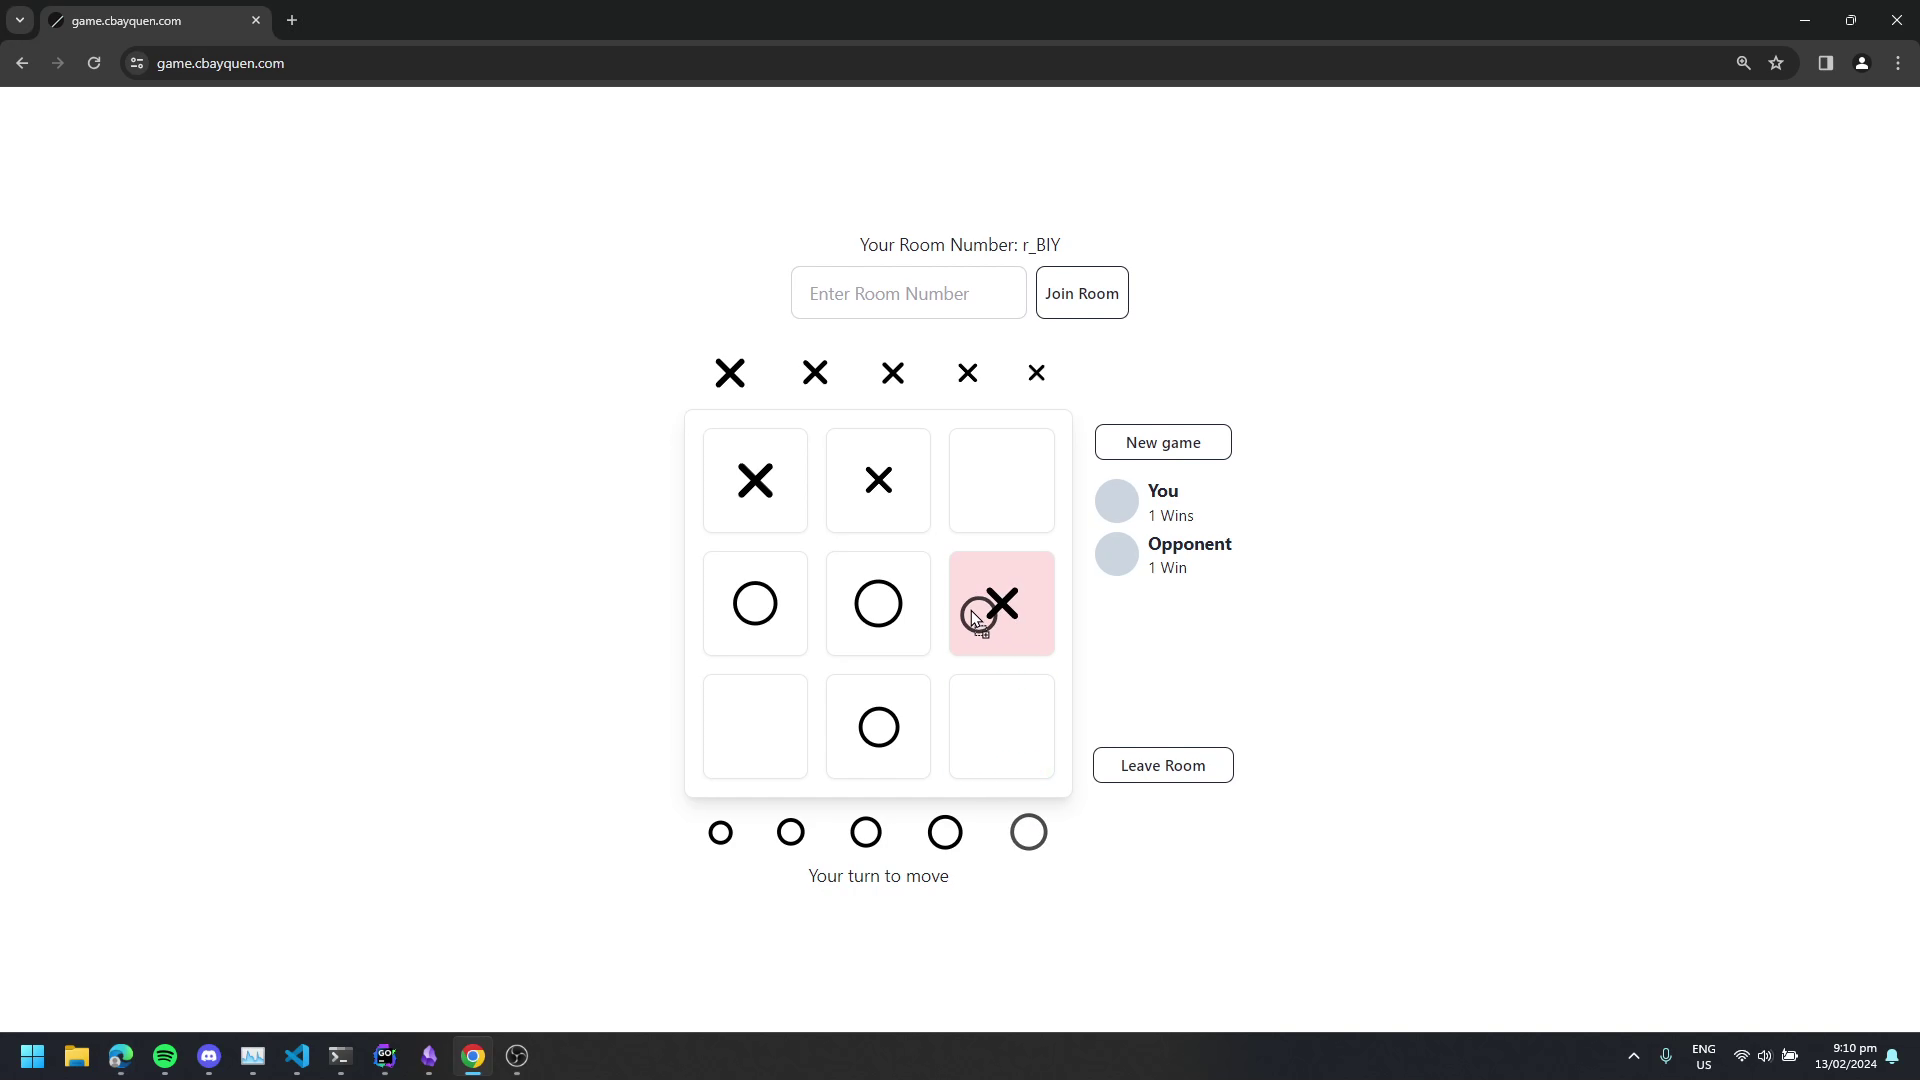 game.cbayquen.com
game.cbayquen.com
Your Room Number: r_BIY
Enter Room Number
Join Room
New game
You
1 Wins
Opponent
1 Win
Leave Room
Your turn to move
GO
ENG
US
9:10 pm
13/02/2024